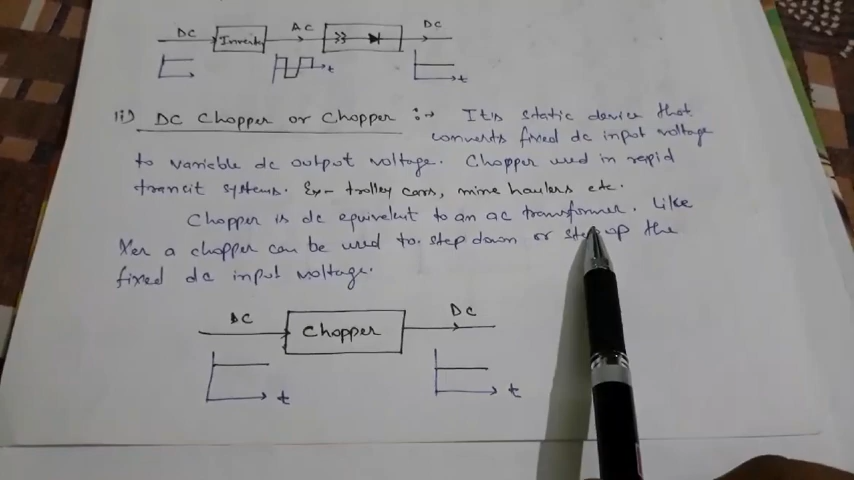 DC AC DC
Inverter
t t
ii) DC Chopper or Chopper :→ It is static device that
converts fixed dc input voltage
to variable dc output voltage. Chopper used in repid
transit systems. Ex- trolley cars, mine haulers etc.
Chopper is dc equivelent to an ac transformer. Like
Xer a chopper can be used to step down or step up the
fixed dc input voltage.
DC Chopper DC
t t